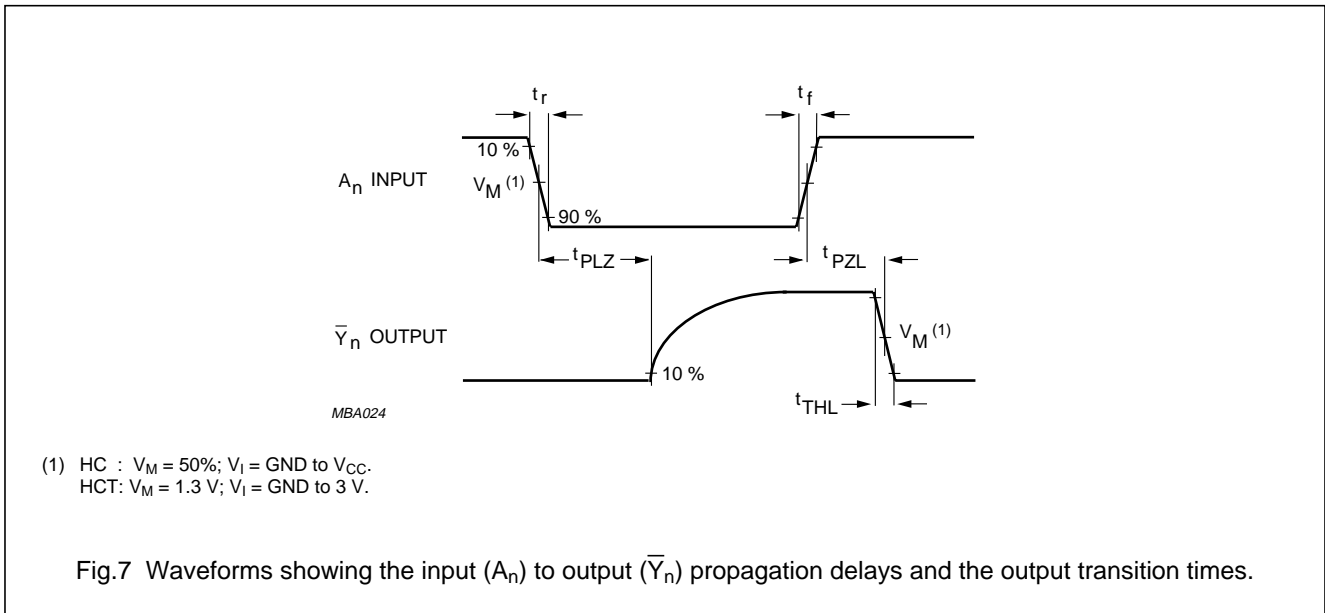 t_r t_f
10 %
A_n INPUT V_M (1)
90 %
t_PLZ t_PZL
Y̅_n OUTPUT V_M (1)
10 %
t_THL
MBA024
(1) HC : V_M = 50%; V_I = GND to V_CC.
HCT: V_M = 1.3 V; V_I = GND to 3 V.
Fig.7 Waveforms showing the input (A_n) to output (Y̅_n) propagation delays and the output transition times.